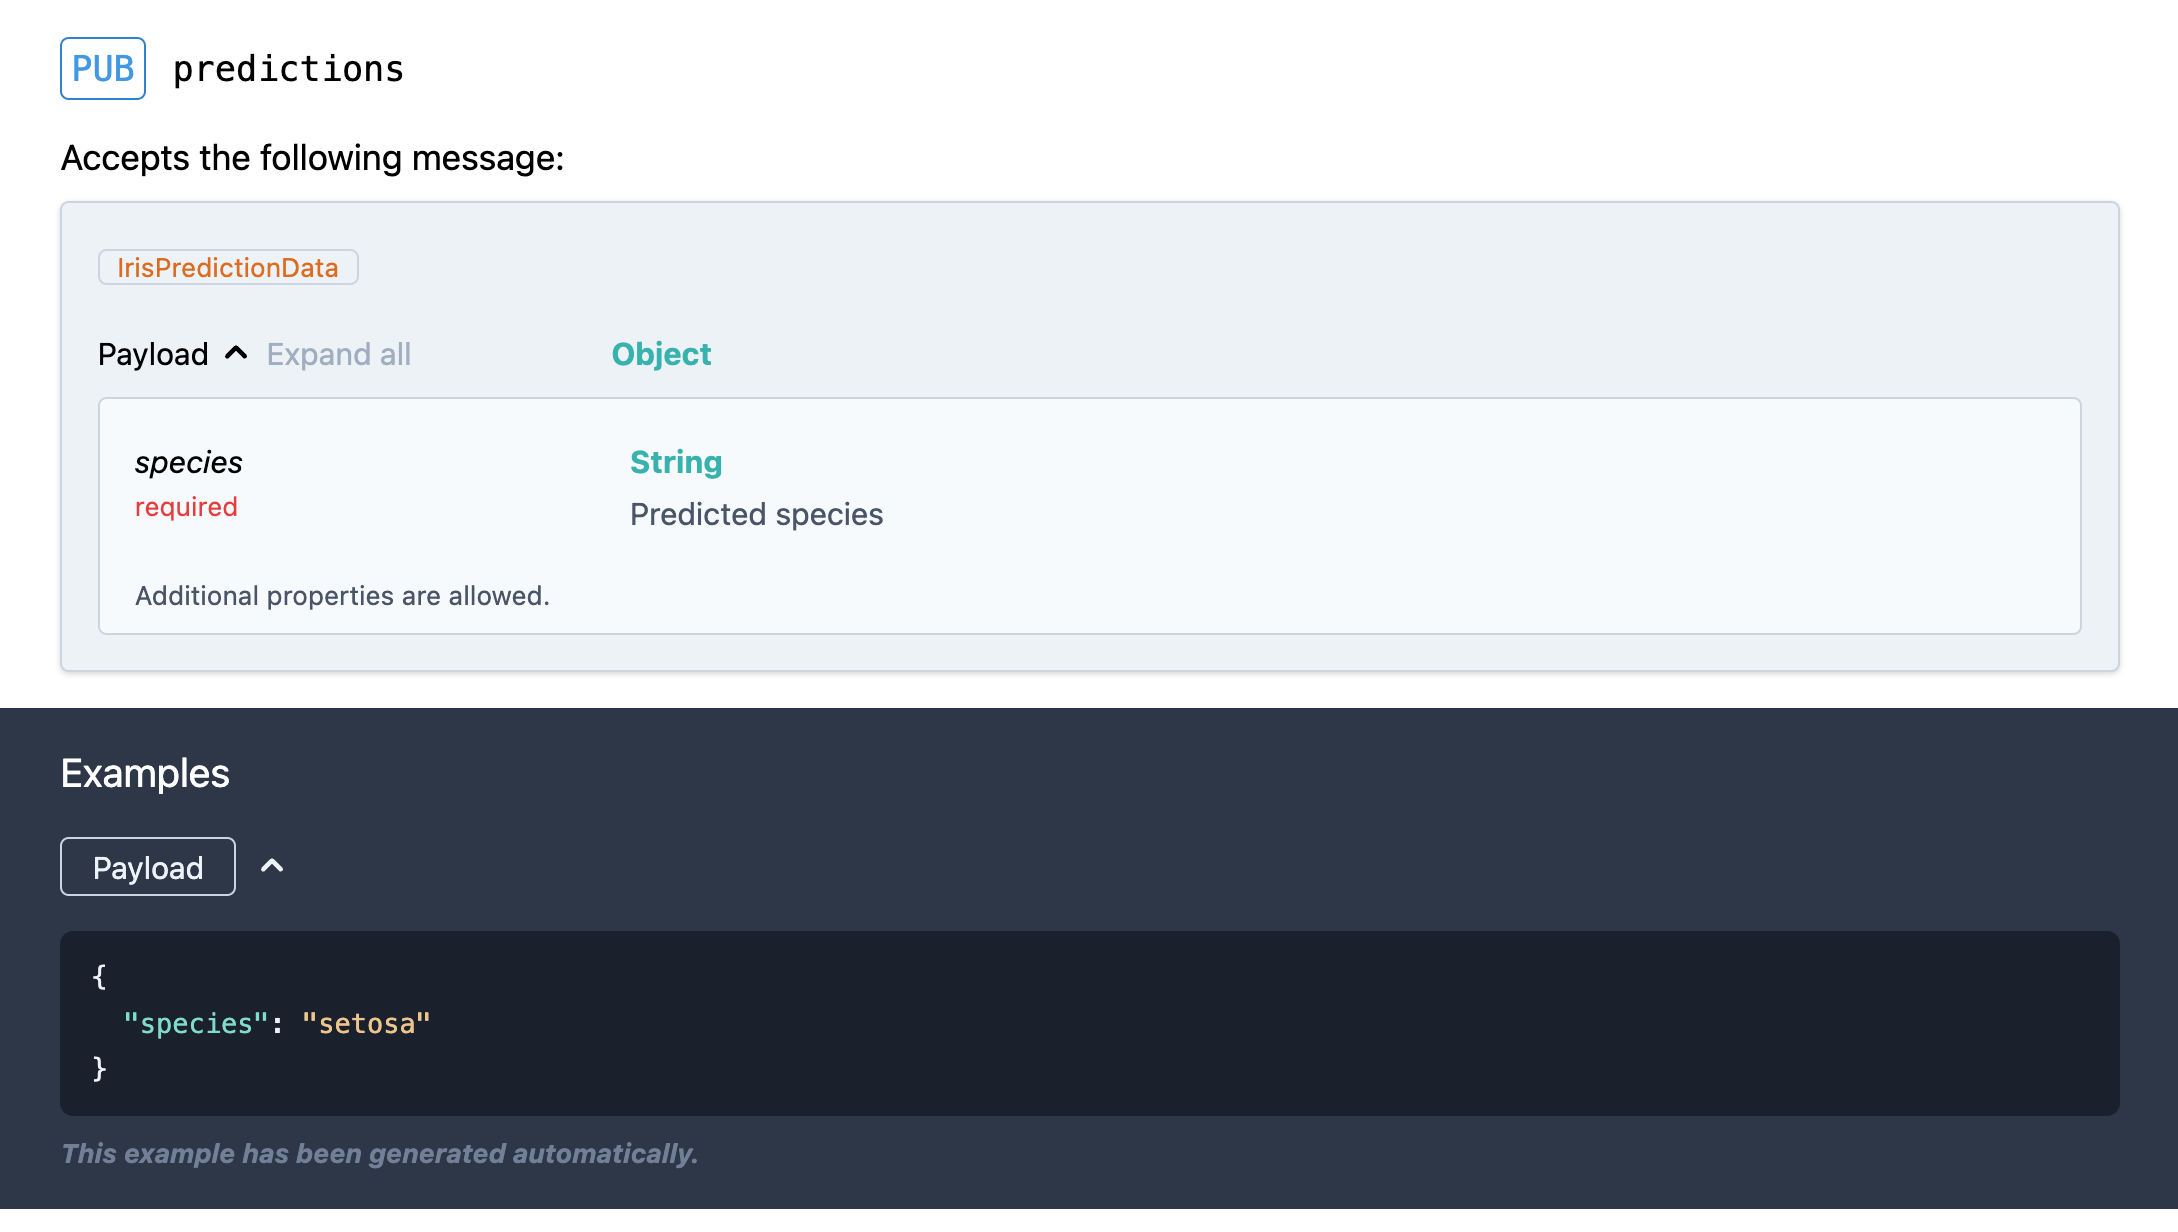 PUB predictions
Accepts the following message:
IrisPredictionData
Payload Expand all Object
species String
required
Predicted species
Additional properties are allowed.
Examples
Payload
{
"species": "setosa"
}
This example has been generated automatically.